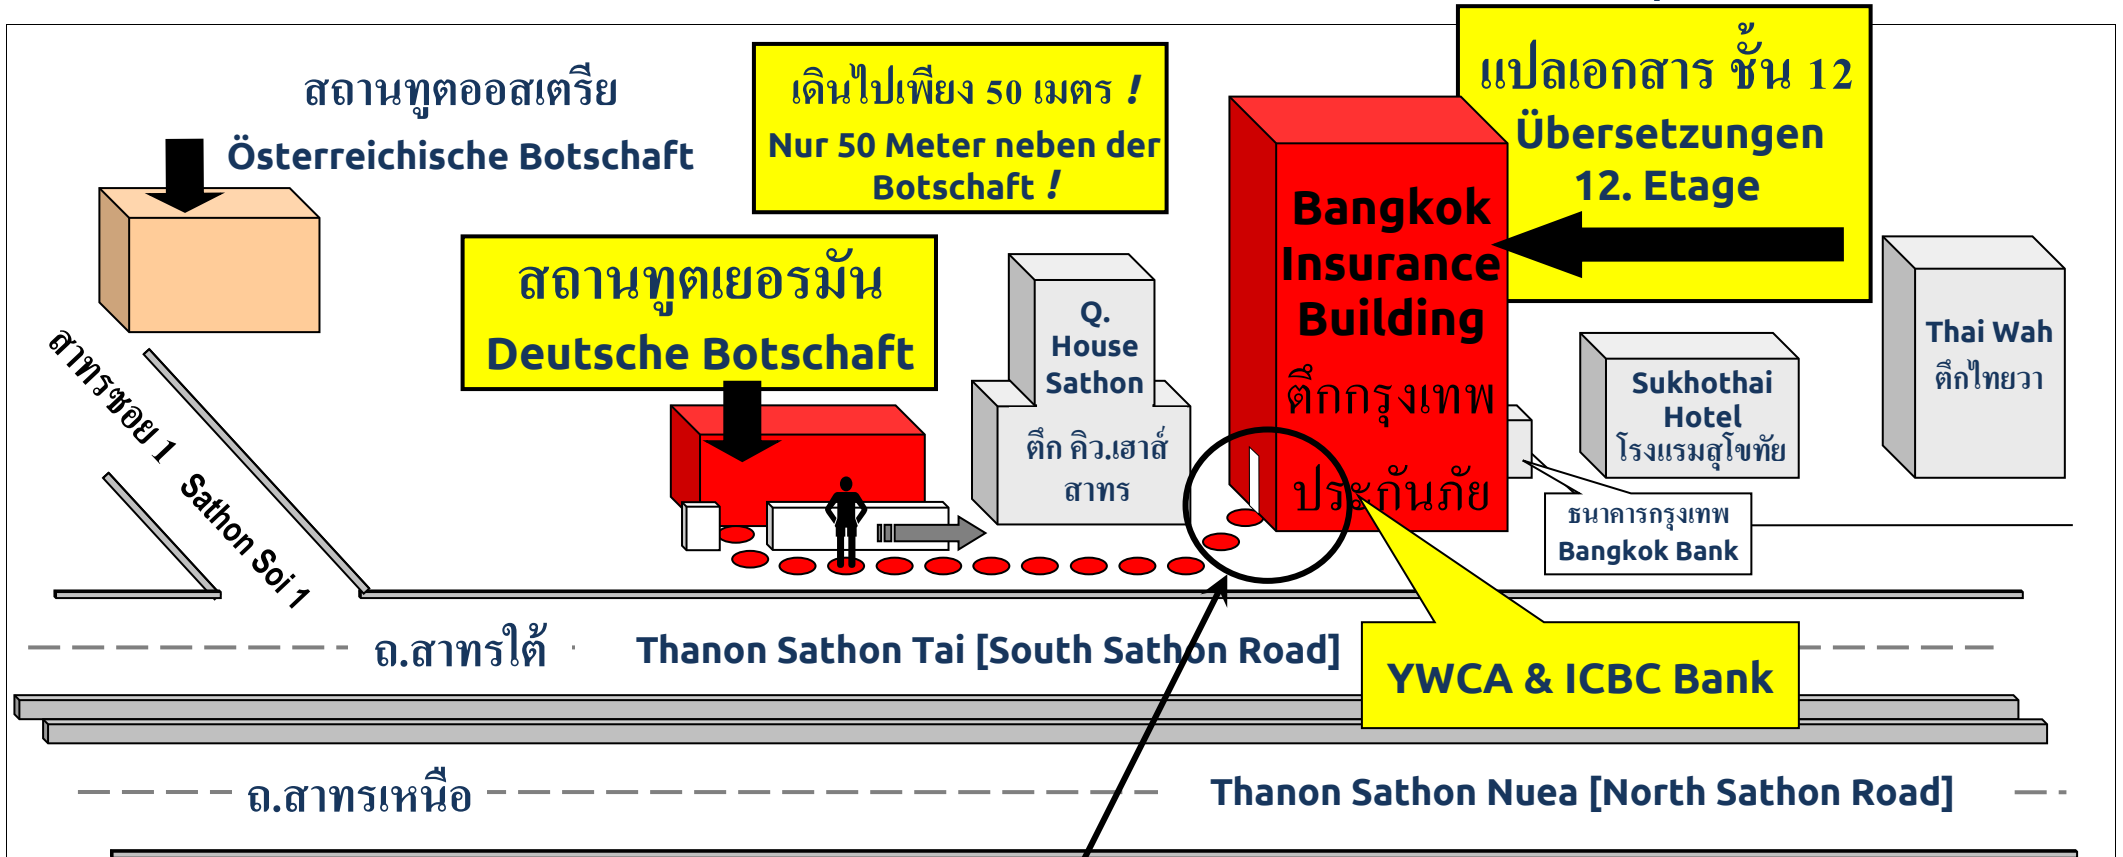 สถานทูตออสเตรีย
Österreichische Botschaft
เดินไปเพียง 50 เมตร !
Nur 50 Meter neben der
Botschaft !
แปลเอกสาร ชั้น 12
Übersetzungen
12. Etage
สถานทูตเยอรมัน
Deutsche Botschaft
Q.
House
Sathon
ตึก คิว.เฮาส์
สาทร
Bangkok
Insurance
Building
ตึกกรุงเทพ
ประกันภัย
Sukhothai
Hotel
โรงแรมสุโขทัย
Thai Wah
ตึกไทยวา
ธนาคารกรุงเทพ
Bangkok Bank
สาทรซอย 1 Sathon Soi 1
YWCA & ICBC Bank
ถ.สาทรใต้ Thanon Sathon Tai [South Sathon Road]
ถ.สาทรเหนือ Thanon Sathon Nuea [North Sathon Road]